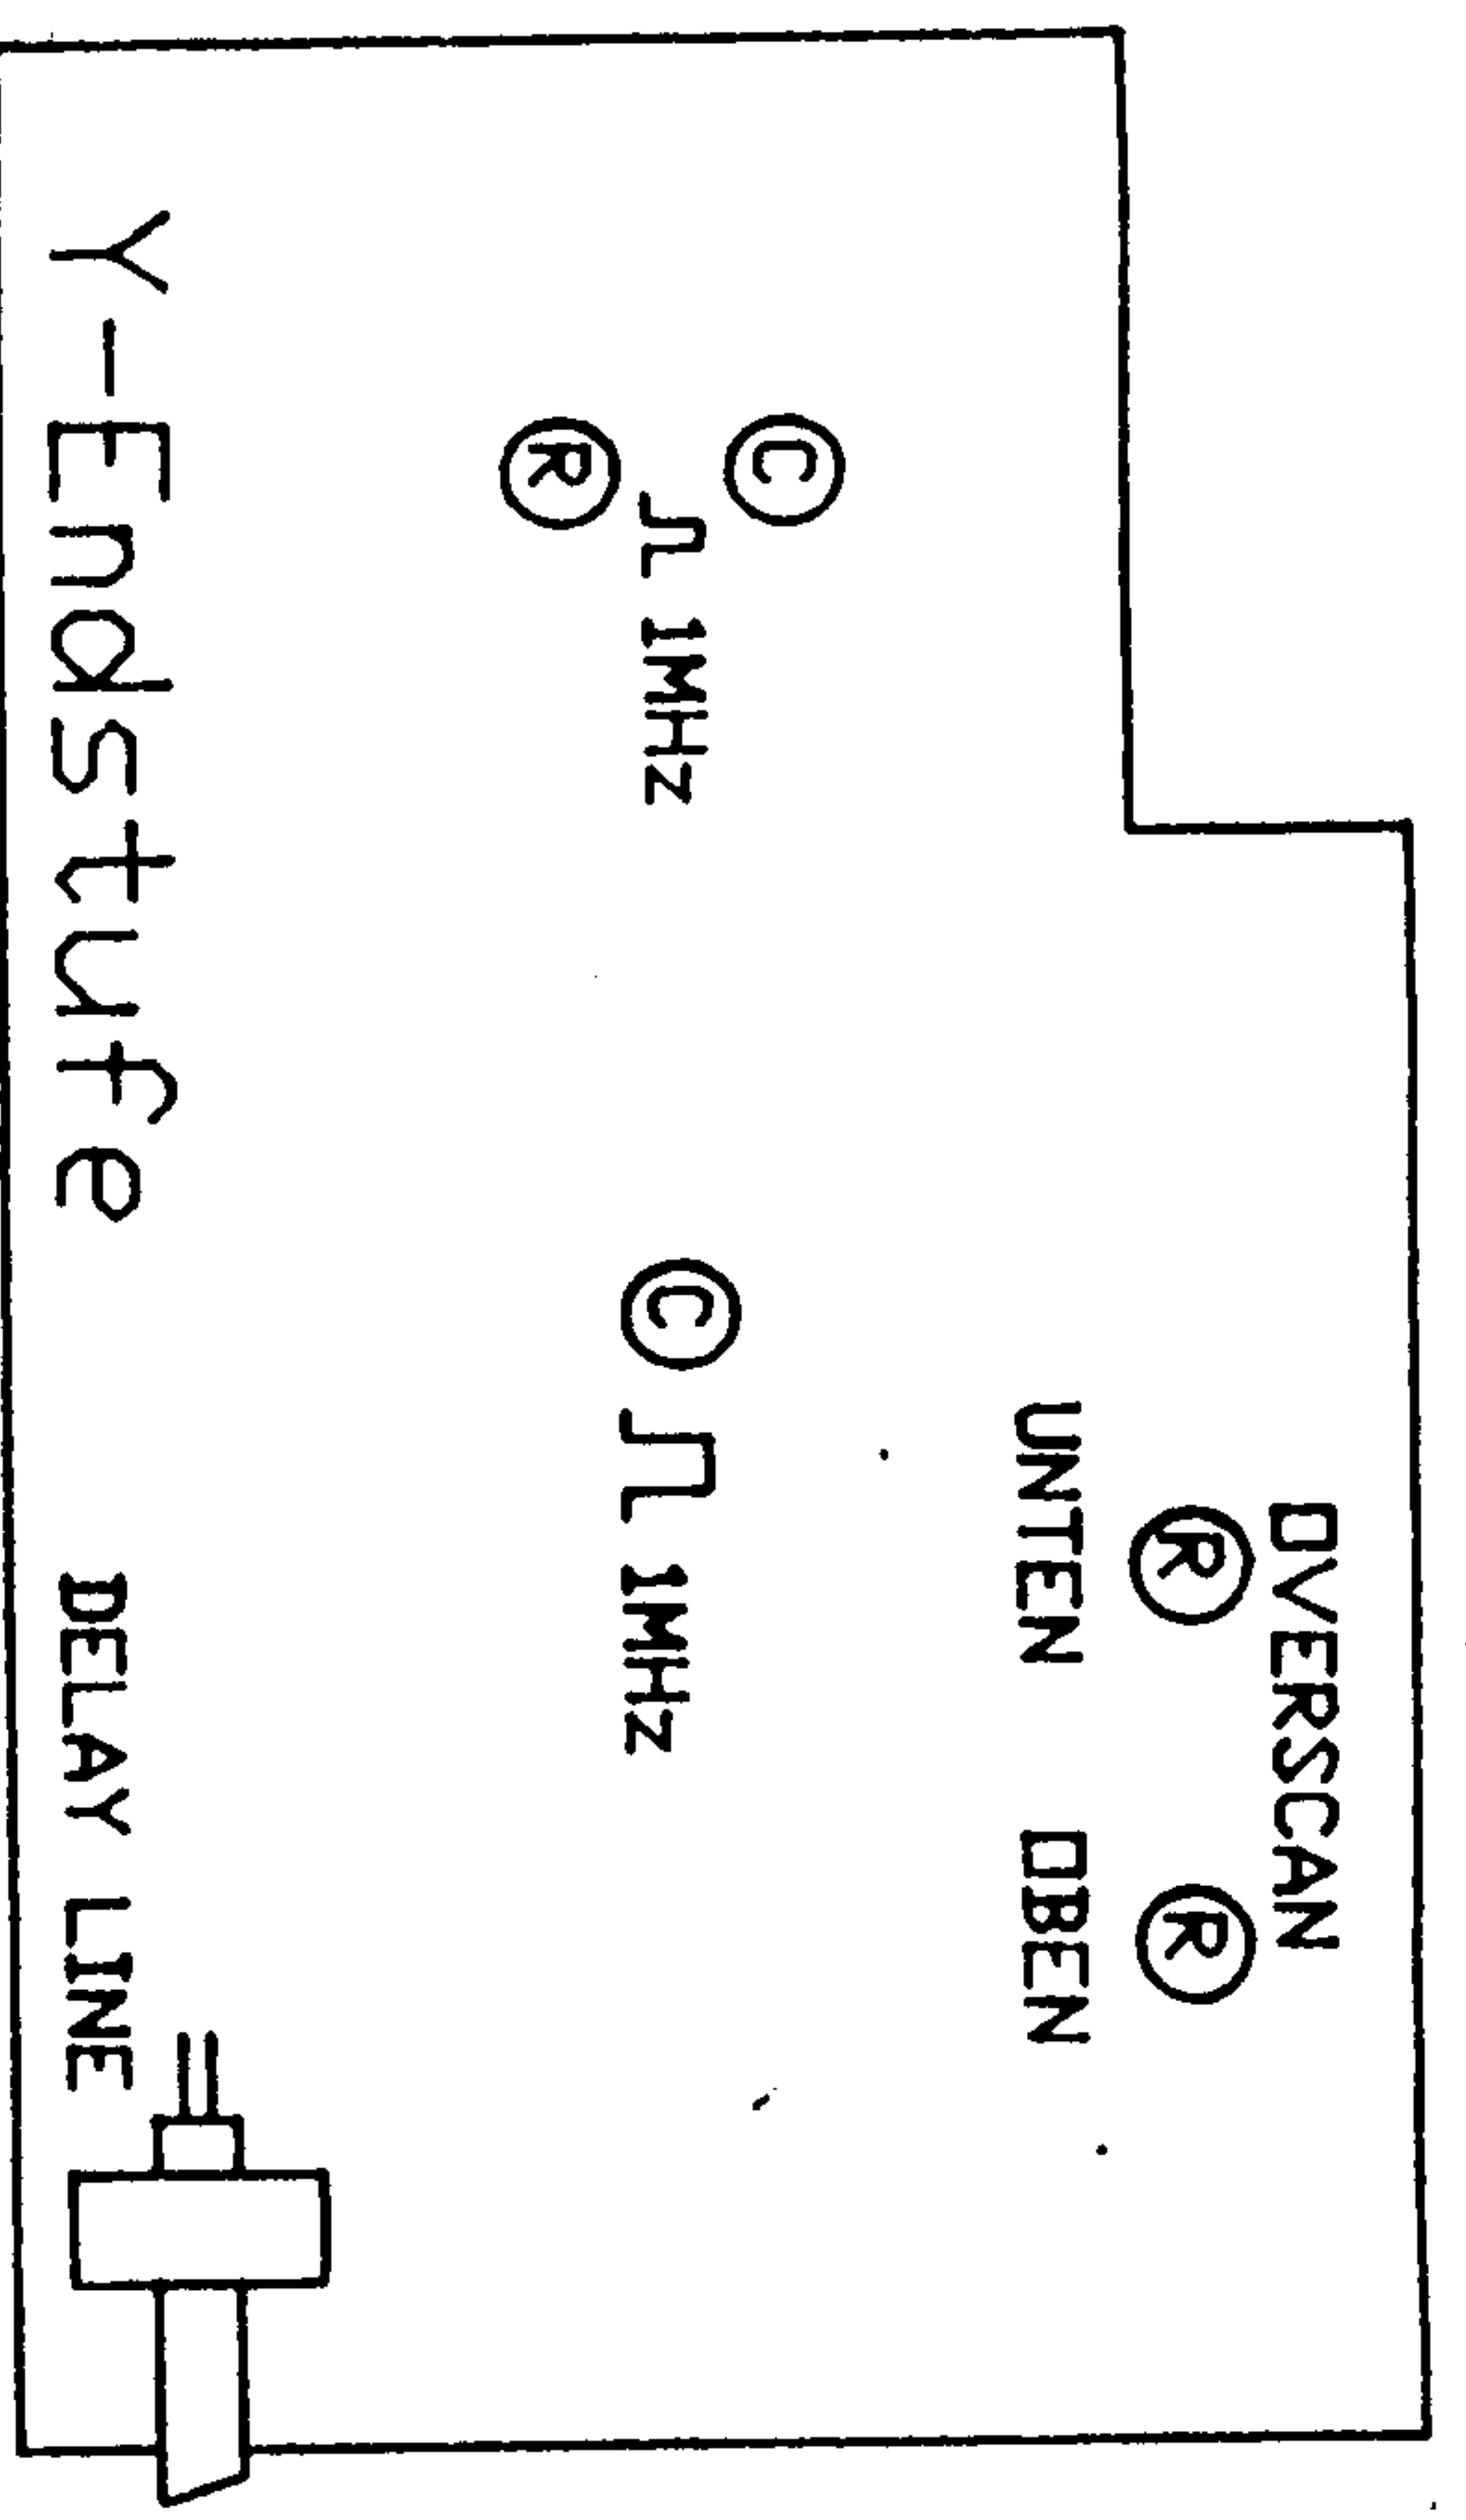 OVERSCAN
Ⓡ Ⓡ
UNTEN OBEN
Ⓒ
⎍ 1MHz Ⓒ ⎍ 1MHz
Ⓡ
Y-Endstufe DELAY LINE